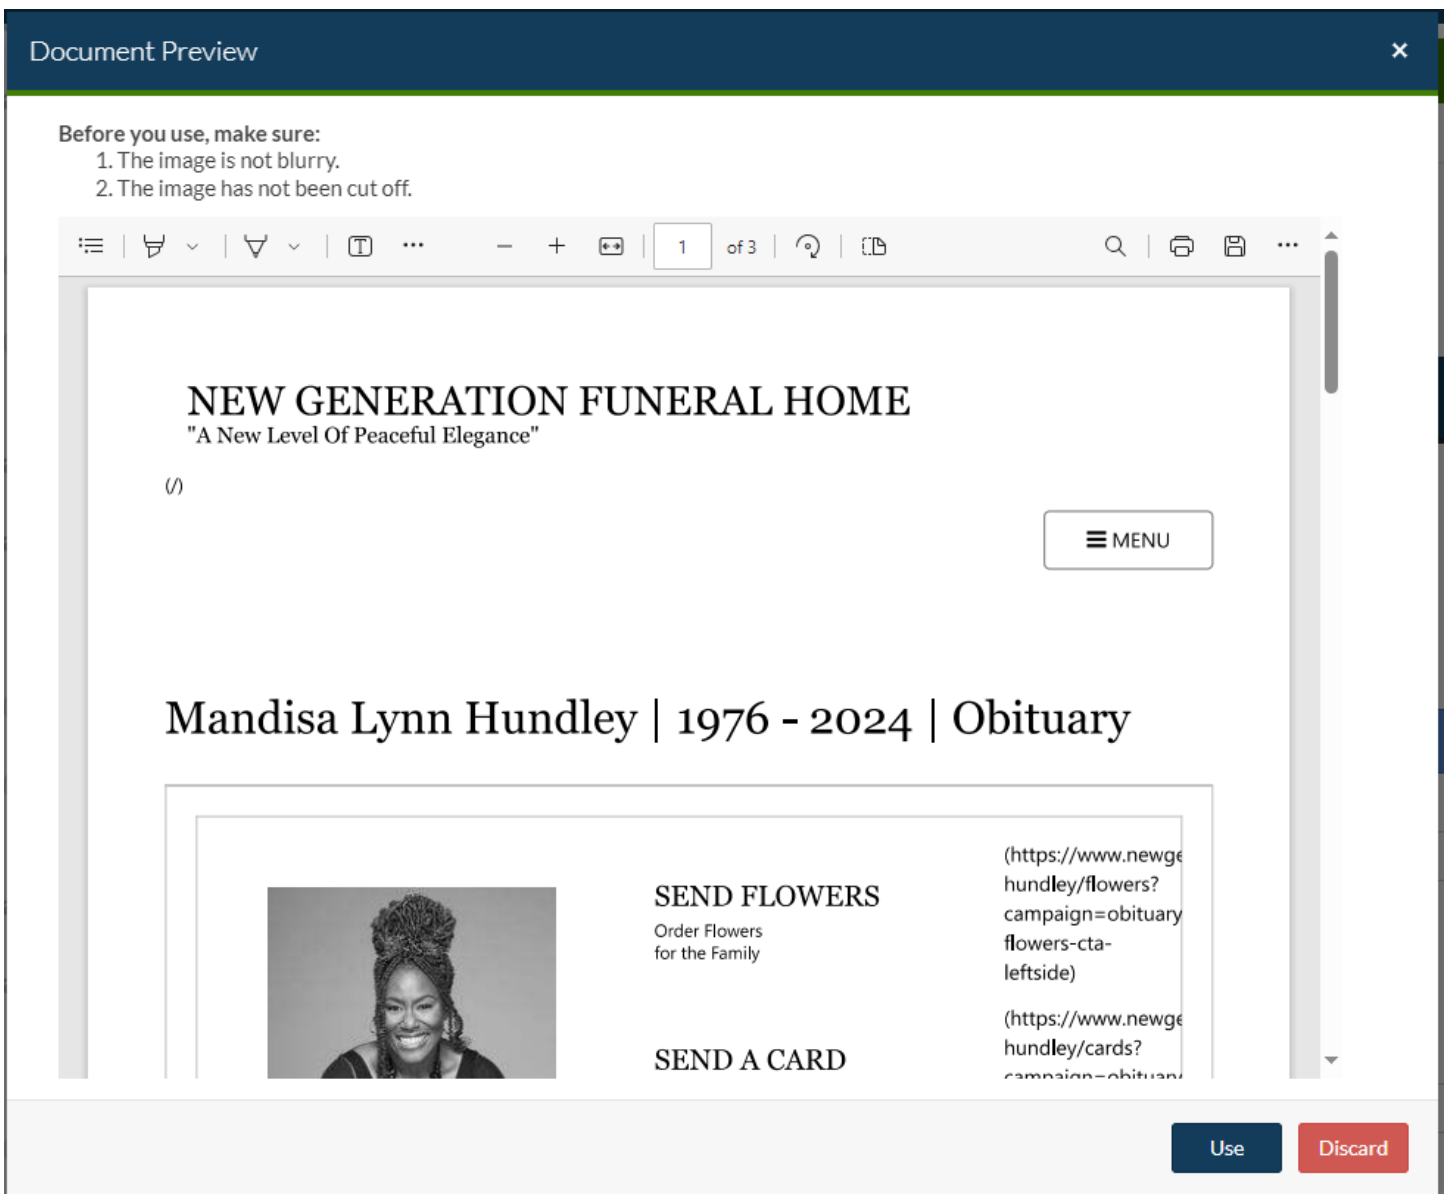 Document Preview
×
Before you use, make sure:
1. The image is not blurry.
2. The image has not been cut off.
1 of 3
NEW GENERATION FUNERAL HOME
"A New Level Of Peaceful Elegance"
(/)
MENU
Mandisa Lynn Hundley | 1976 - 2024 | Obituary
SEND FLOWERS
Order Flowers
for the Family
(https://www.newge
hundley/flowers?
campaign=obituary
flowers-cta-
leftside)
SEND A CARD
(https://www.newge
hundley/cards?
campaign=obituary
Use
Discard